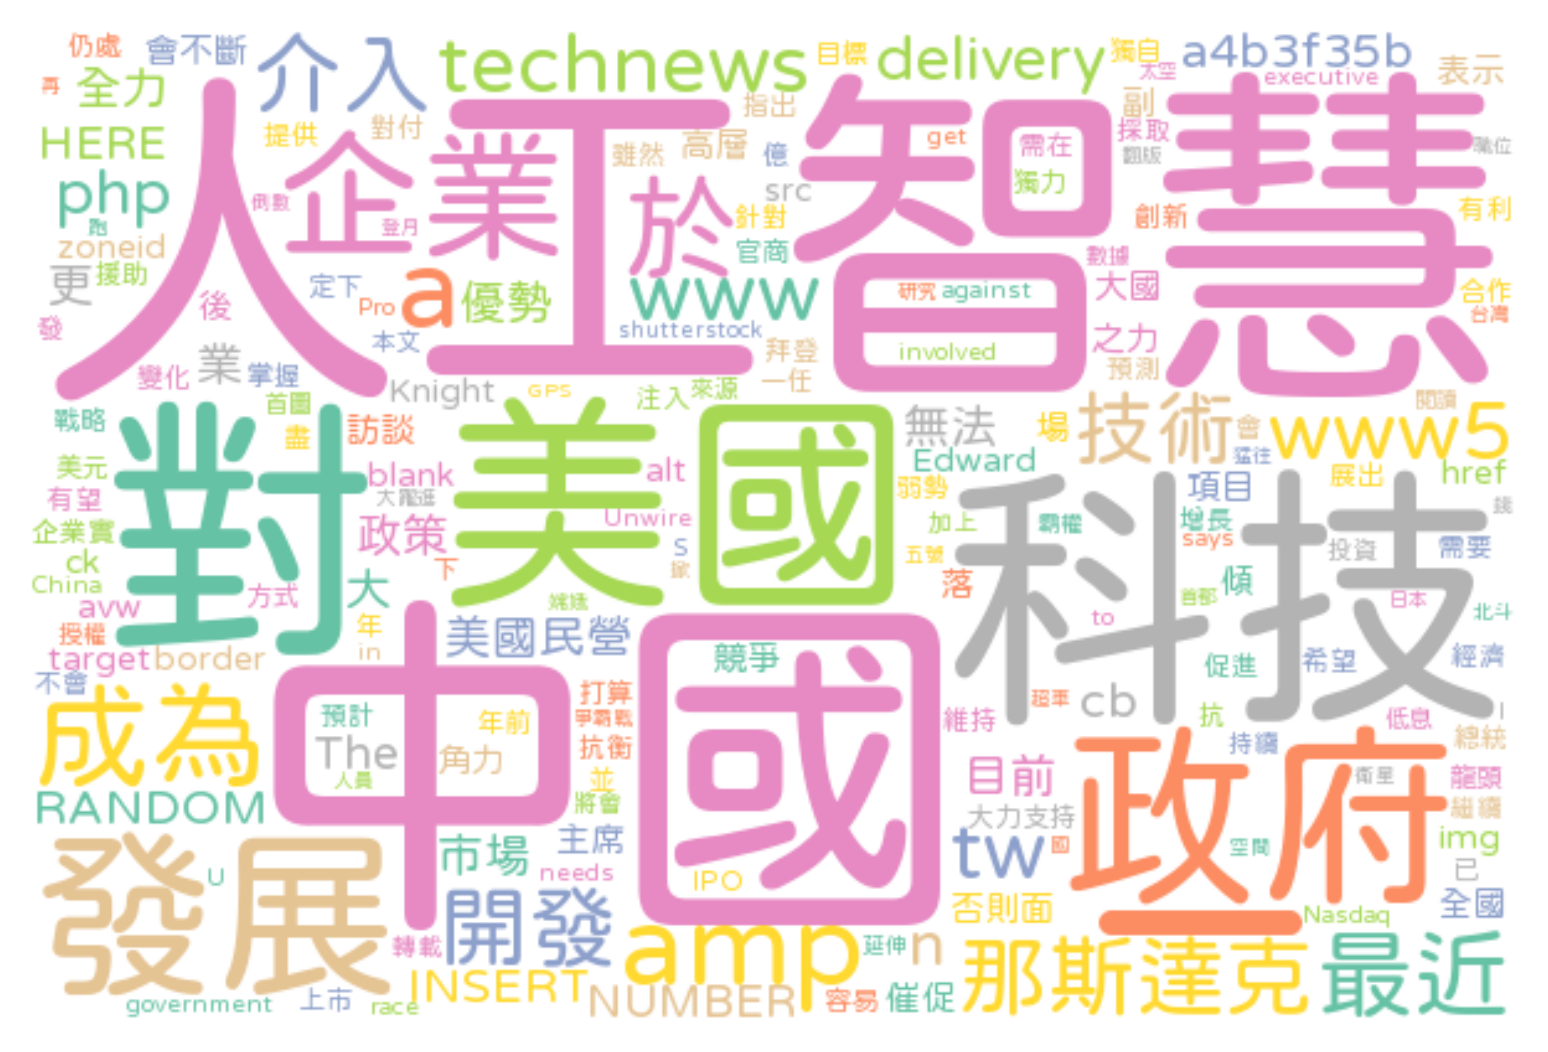 仍處
會不斷
介入
technews
目標
delivery
獨自
a4b3f35b
表示
再
全力
太空
executive
人工智慧
指出
副
HERE
提供
對付
企業
雖然
高層
億
get
需在
採取
翻版
職位
php
倒數
登月
於
src
獨力
針對
創新
有利
跑
zoneid
官商
數據
更
援助
定下
a
優勢
www
研究
against
大國
合作
後
Pro
shutterstock
台灣
發
本文
拜登
involved
之力
變化
業
掌握
Knight
GPS
注入
來源
一任
預測
戰略
首圖
對
美國
無法
場
技術
會
閱讀
www5
盡
訪談
美元
blank
alt
Edward
猛往
展出
href
有望
大躍進
弱勢
科技
項目
錢
企業實
政策
Unwire
加上
霸權
增長
ck
S
says
投資
需要
China
下
五號
落
傾
avw
方式
大
首都
日本
北斗
授權
年
中國
美國民營
to
target
border
in
競爭
促進
希望
經濟
不會
打算
超車
cb
成為
預計
年前
爭霸戰
維持
抗
低息
The
角力
抗衡
持續
總統
人員
並
目前
政府
衛星
龍頭
RANDOM
將會
大力支持
繼續
發展
市場
主席
tw
國
空間
img
U
needs
IPO
已
開發
否則面
Nasdaq
全國
轉載
amp
延伸
n
那斯達克
最近
government
上市
race
INSERT
NUMBER
容易
催促